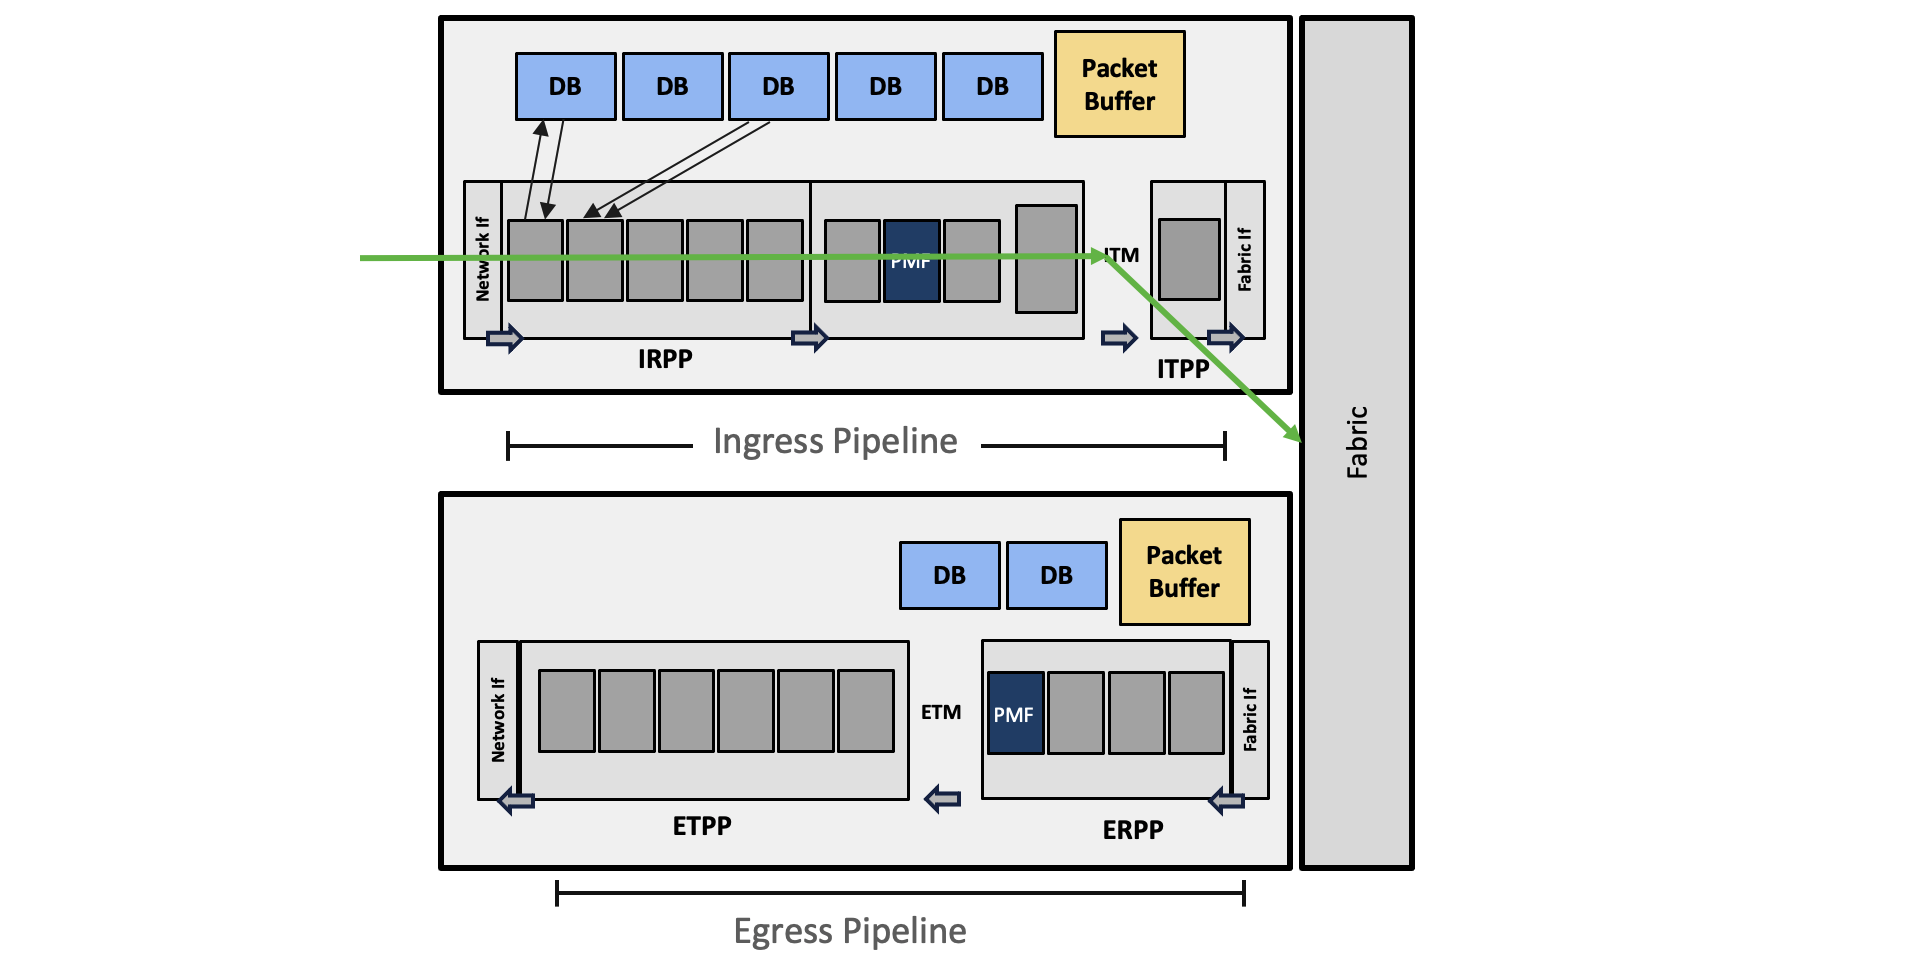 DB
DB
DB
DB
DB
Packet
Buffer
Network If
PMF
ITM
Fabric If
IRPP
ITPP
Ingress Pipeline
Fabric
DB
DB
Packet
Buffer
Network If
ETM
PMF
Fabric If
ETPP
ERPP
Egress Pipeline